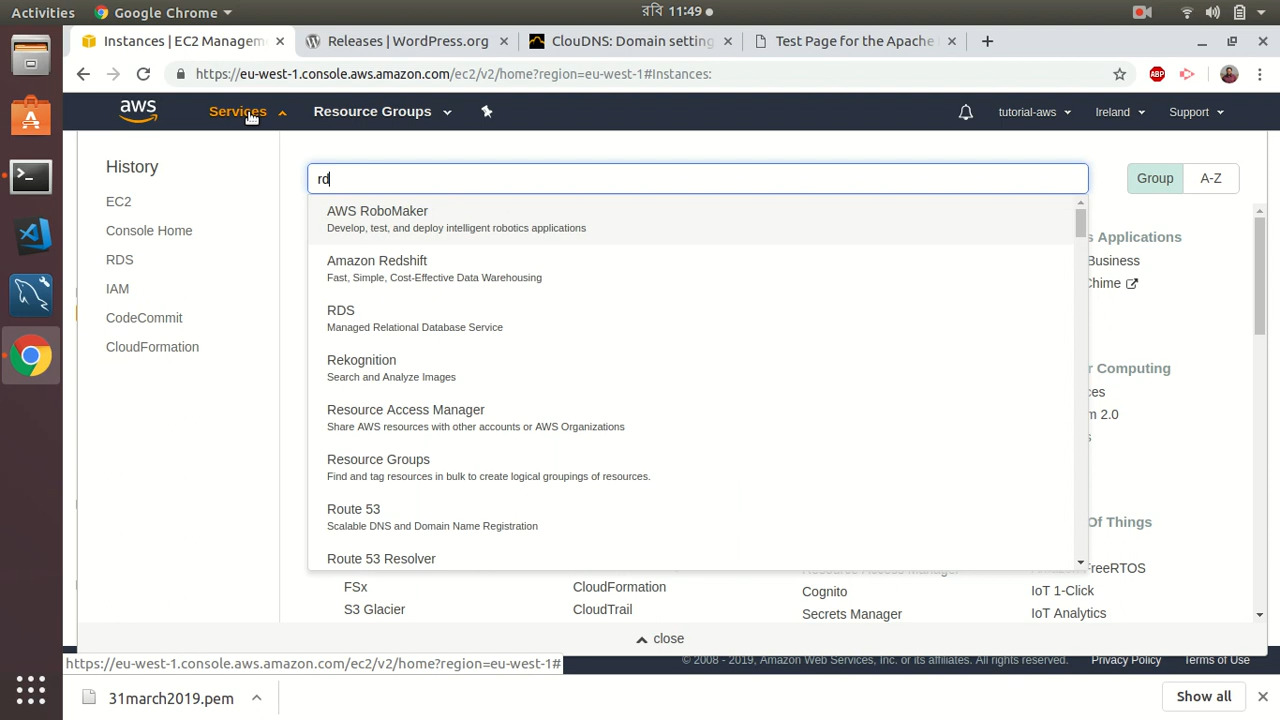 Activities
Google Chrome
রবি 11:49
Instances | EC2 Managem
Releases | WordPress.org
ClouDNS: Domain setting
Test Page for the Apache
https://eu-west-1.console.aws.amazon.com/ec2/v2/home?region=eu-west-1#Instances:
ABP
aws
Services
Resource Groups
tutorial-aws
Ireland
Support
History
EC2
Console Home
RDS
IAM
CodeCommit
CloudFormation
rd
Group
A-Z
AWS RoboMaker
Develop, test, and deploy intelligent robotics applications
Amazon Redshift
Fast, Simple, Cost-Effective Data Warehousing
RDS
Managed Relational Database Service
Rekognition
Search and Analyze Images
Resource Access Manager
Share AWS resources with other accounts or AWS Organizations
Resource Groups
Find and tag resources in bulk to create logical groupings of resources.
Route 53
Scalable DNS and Domain Name Registration
Route 53 Resolver
s Applications
Business
Chime
r Computing
ces
m 2.0
Of Things
FreeRTOS
IoT 1-Click
IoT Analytics
FSx
S3 Glacier
CloudFormation
CloudTrail
Resource Access Manager
Cognito
Secrets Manager
close
https://eu-west-1.console.aws.amazon.com/ec2/v2/home?region=eu-west-1#
© 2008 - 2019, Amazon Web Services, Inc. or its affiliates. All rights reserved.
Privacy Policy
Terms of Use
31march2019.pem
Show all